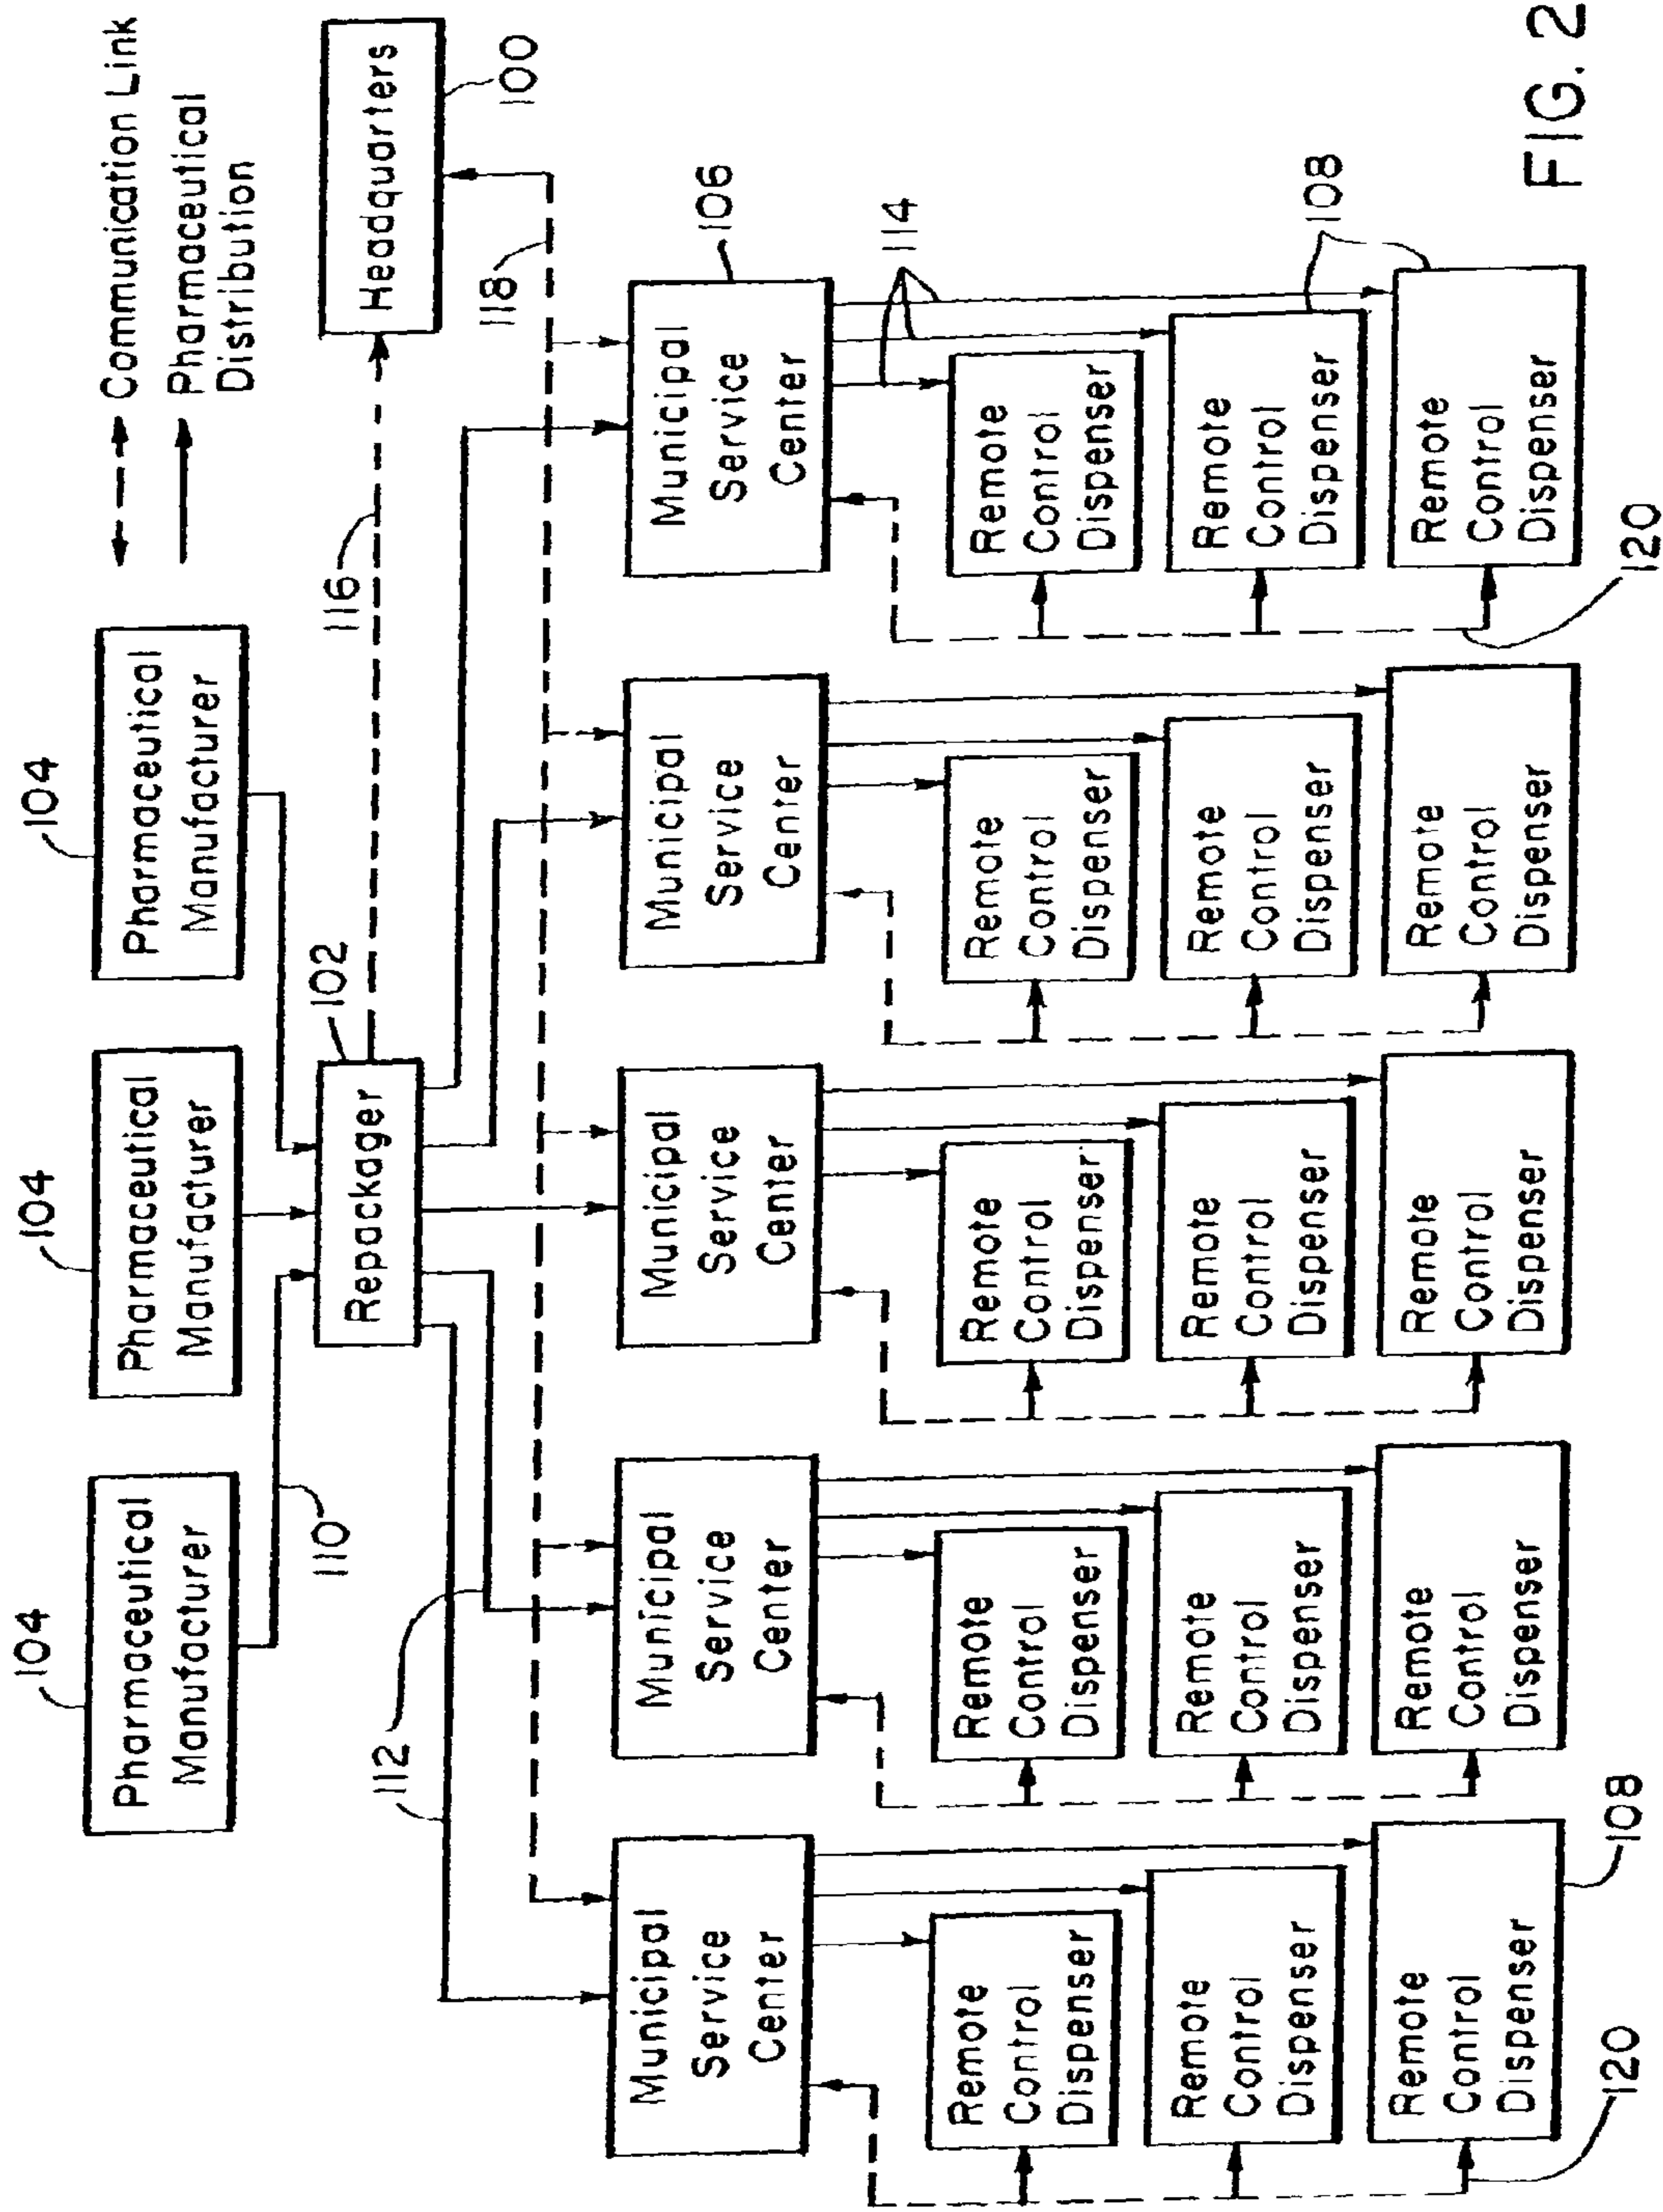 Communication Link
Pharmaceutical
Distribution
104
104
104
Pharmaceutical
Manufacturer
Pharmaceutical
Manufacturer
Pharmaceutical
Manufacturer
110
102
116
Repackager
Headquarters
100
112
118
106
Municipal
Service
Center
Municipal
Service
Center
Municipal
Service
Center
Municipal
Service
Center
Municipal
Service
Center
114
Remote
Control
Dispenser
Remote
Control
Dispenser
Remote
Control
Dispenser
Remote
Control
Dispenser
Remote
Control
Dispenser
Remote
Control
Dispenser
Remote
Control
Dispenser
Remote
Control
Dispenser
Remote
Control
Dispenser
Remote
Control
Dispenser
108
Remote
Control
Dispenser
Remote
Control
Dispenser
Remote
Control
Dispenser
Remote
Control
Dispenser
Remote
Control
Dispenser
120
108
120
FIG. 2